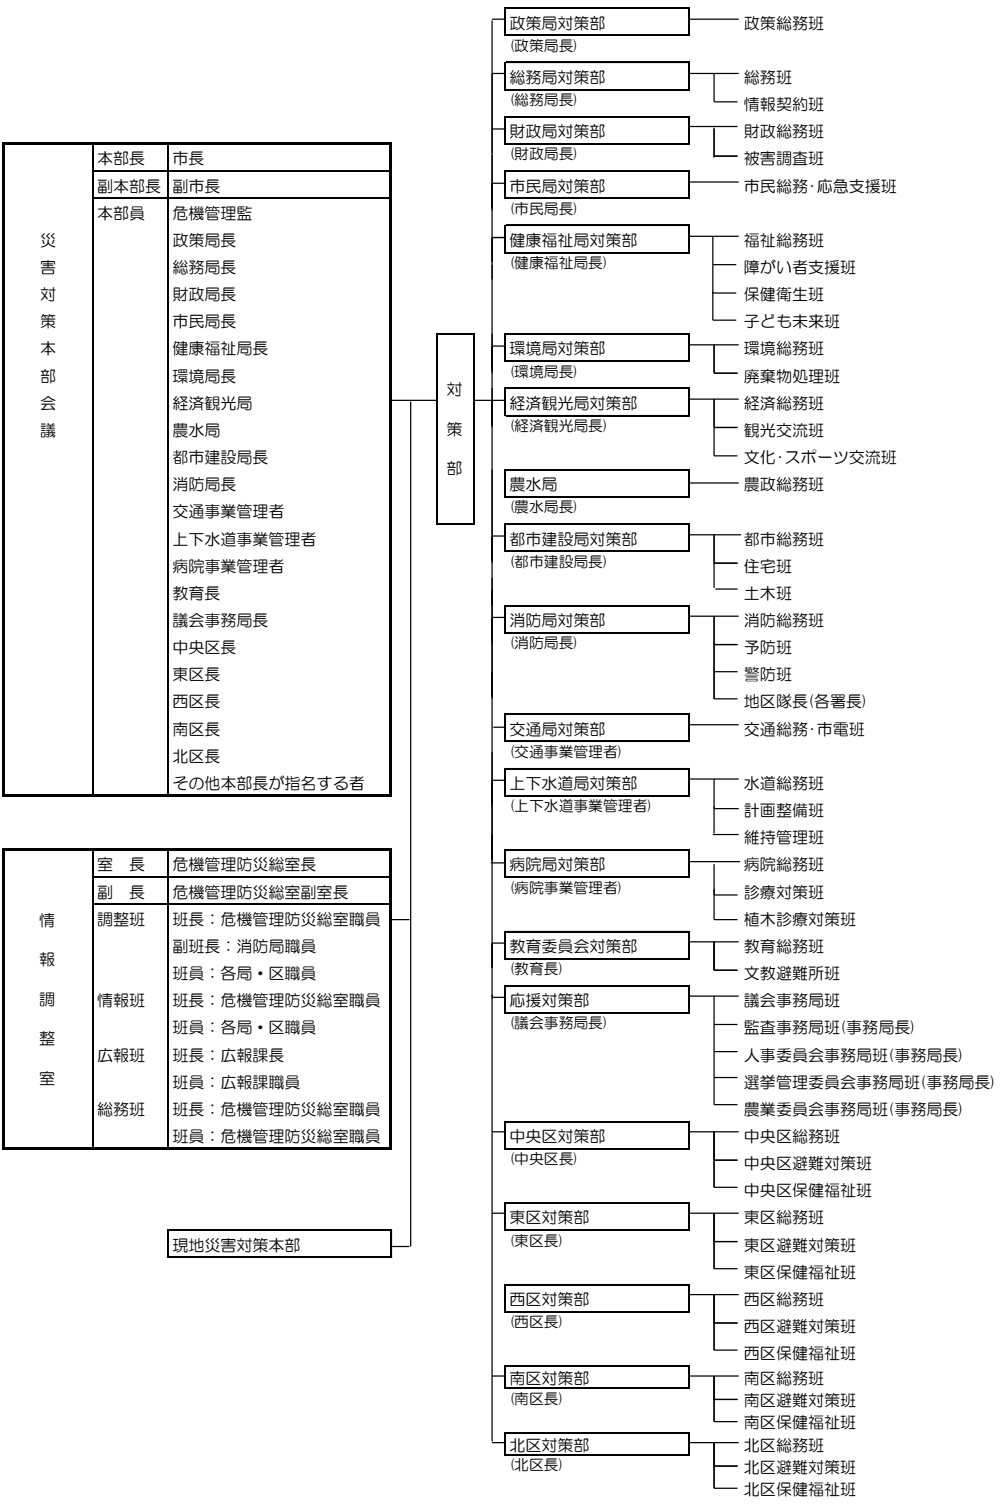 災害対策本部会議
本部長 市長
副本部長 副市長
本部員 危機管理監
政策局長
総務局長
財政局長
市民局長
健康福祉局長
環境局長
経済観光局
農水局
都市建設局長
消防局長
交通事業管理者
上下水道事業管理者
病院事業管理者
教育長
議会事務局長
中央区長
東区長
西区長
南区長
北区長
その他本部長が指名する者
情報調整室
室　長 危機管理防災総室長
副　長 危機管理防災総室副室長
調整班 班長：危機管理防災総室職員
副班長：消防局職員
班員：各局・区職員
情報班 班長：危機管理防災総室職員
班員：各局・区職員
広報班 班長：広報課長
班員：広報課職員
総務班 班長：危機管理防災総室職員
班員：危機管理防災総室職員
現地災害対策本部
対策部
政策局対策部 政策総務班
(政策局長)
総務局対策部 総務班
(総務局長)
情報契約班
財政局対策部 財政総務班
(財政局長)
被害調査班
市民局対策部 市民総務・応急支援班
(市民局長)
健康福祉局対策部 福祉総務班
(健康福祉局長)
障がい者支援班
保健衛生班
子ども未来班
環境局対策部 環境総務班
(環境局長)
廃棄物処理班
経済観光局対策部 経済総務班
(経済観光局長)
観光交流班
文化・スポーツ交流班
農水局 農政総務班
(農水局長)
都市建設局対策部 都市総務班
(都市建設局長)
住宅班
土木班
消防局対策部 消防総務班
(消防局長)
予防班
警防班
地区隊長(各署長)
交通局対策部 交通総務・市電班
(交通事業管理者)
上下水道局対策部 水道総務班
(上下水道事業管理者)
計画整備班
維持管理班
病院局対策部 病院総務班
(病院事業管理者)
診療対策班
植木診療対策班
教育委員会対策部 教育総務班
(教育長)
文教避難所班
応援対策部 議会事務局班
(議会事務局長)
監査事務局班(事務局長)
人事委員会事務局班(事務局長)
選挙管理委員会事務局班(事務局長)
農業委員会事務局班(事務局長)
中央区対策部 中央区総務班
(中央区長)
中央区避難対策班
中央区保健福祉班
東区対策部 東区総務班
(東区長)
東区避難対策班
東区保健福祉班
西区対策部 西区総務班
(西区長)
西区避難対策班
西区保健福祉班
南区対策部 南区総務班
(南区長)
南区避難対策班
南区保健福祉班
北区対策部 北区総務班
(北区長)
北区避難対策班
北区保健福祉班